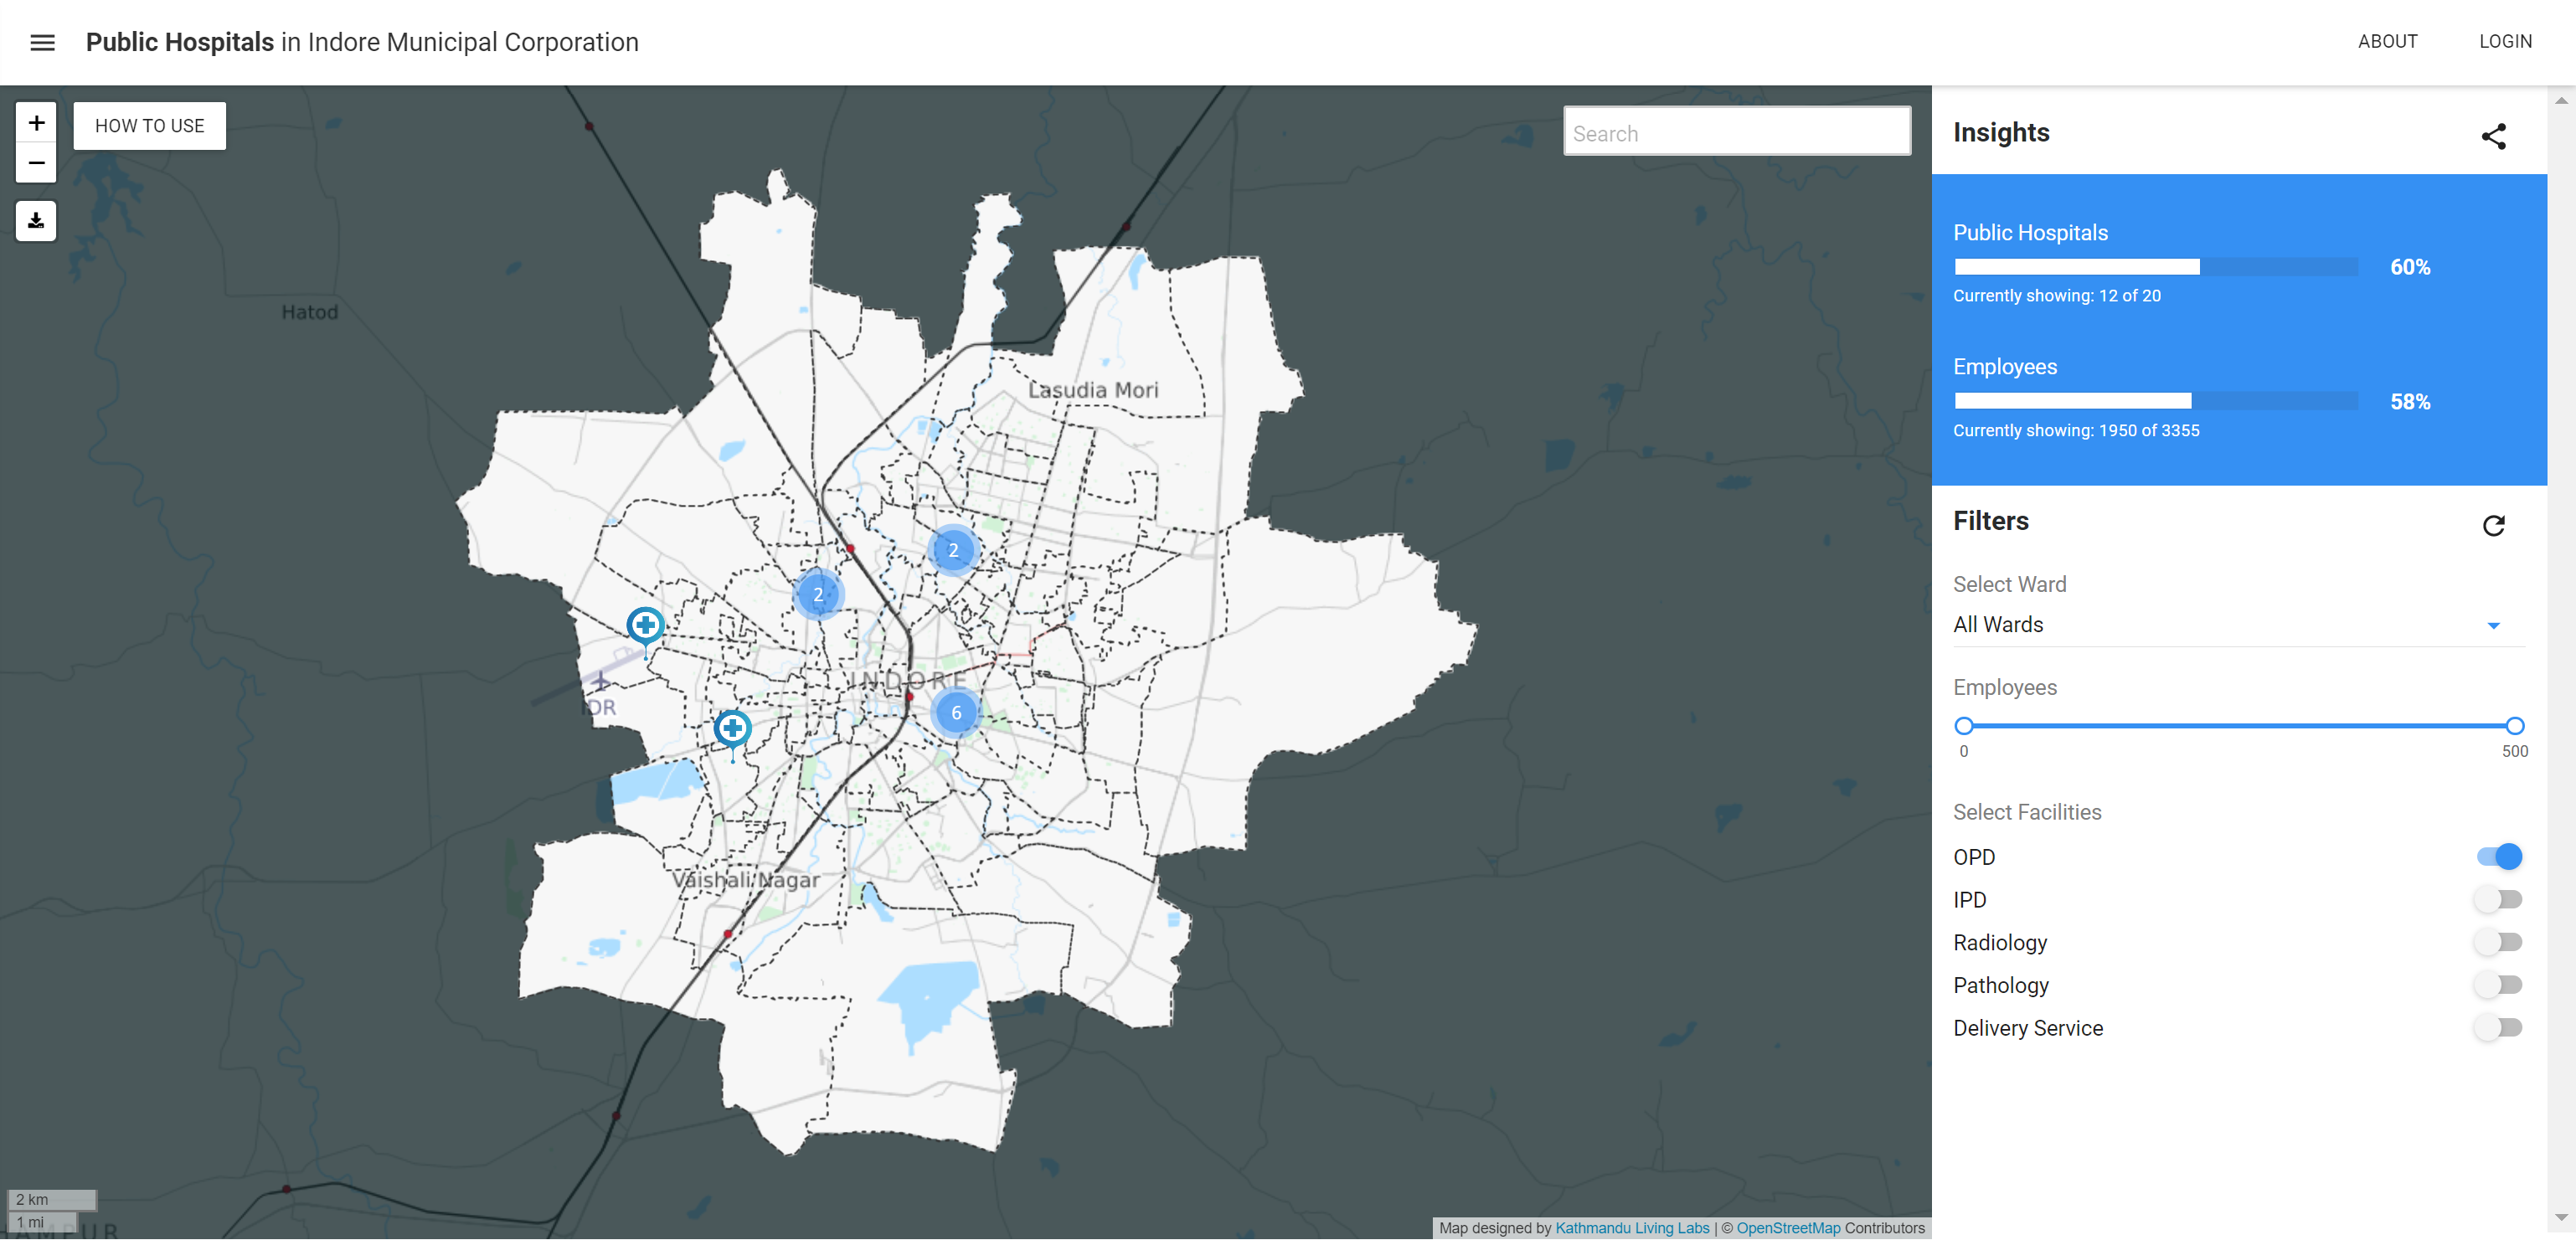 Public Hospitals in Indore Municipal Corporation
ABOUT
LOGIN
+
HOW TO USE
−
Search
Hatod
Lasudia Mori
2
2
INDORE
IDR
6
Vaishali Nagar
2 km
1 mi
AMPUR
Map designed by Kathmandu Living Labs | © OpenStreetMap Contributors
Insights
Public Hospitals
60%
Currently showing: 12 of 20
Employees
58%
Currently showing: 1950 of 3355
Filters
Select Ward
All Wards
Employees
0
500
Select Facilities
OPD
IPD
Radiology
Pathology
Delivery Service